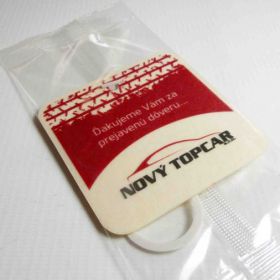 Ďakujeme Vám za
prejavenú dôveru...
NOVÝ TOPCAR